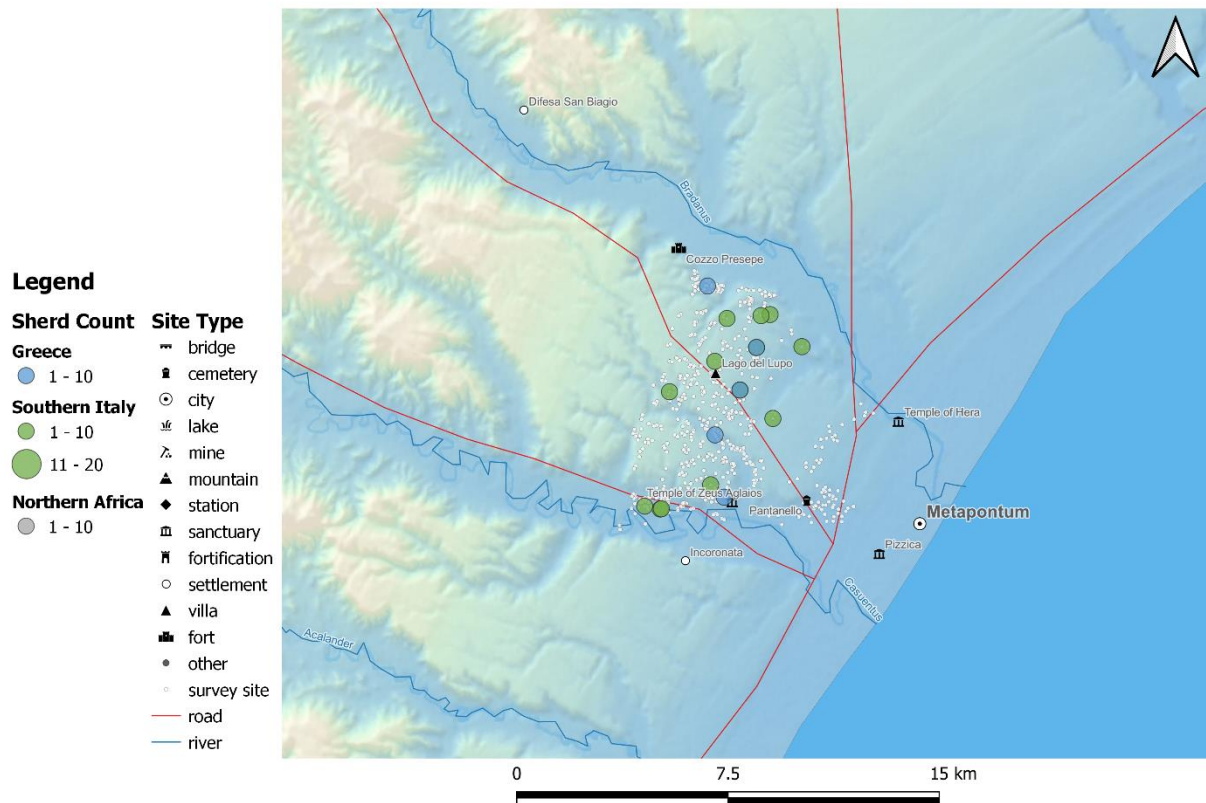 Legend
Sherd Count
Greece
1 - 10
Southern Italy
1 - 10
11 - 20
Northern Africa
1 - 10
Site Type
bridge
cemetery
city
lake
mine
mountain
station
sanctuary
fortification
settlement
villa
fort
other
survey site
road
river
Difesa San Biagio
Bradanus
Cozzo Presepe
Lago del Lupo
Temple of Hera
Temple of Zeus Aglaios
Pantanello
Metapontum
Pizzica
Incoronata
Casuentus
Acalander
0 7.5 15 km